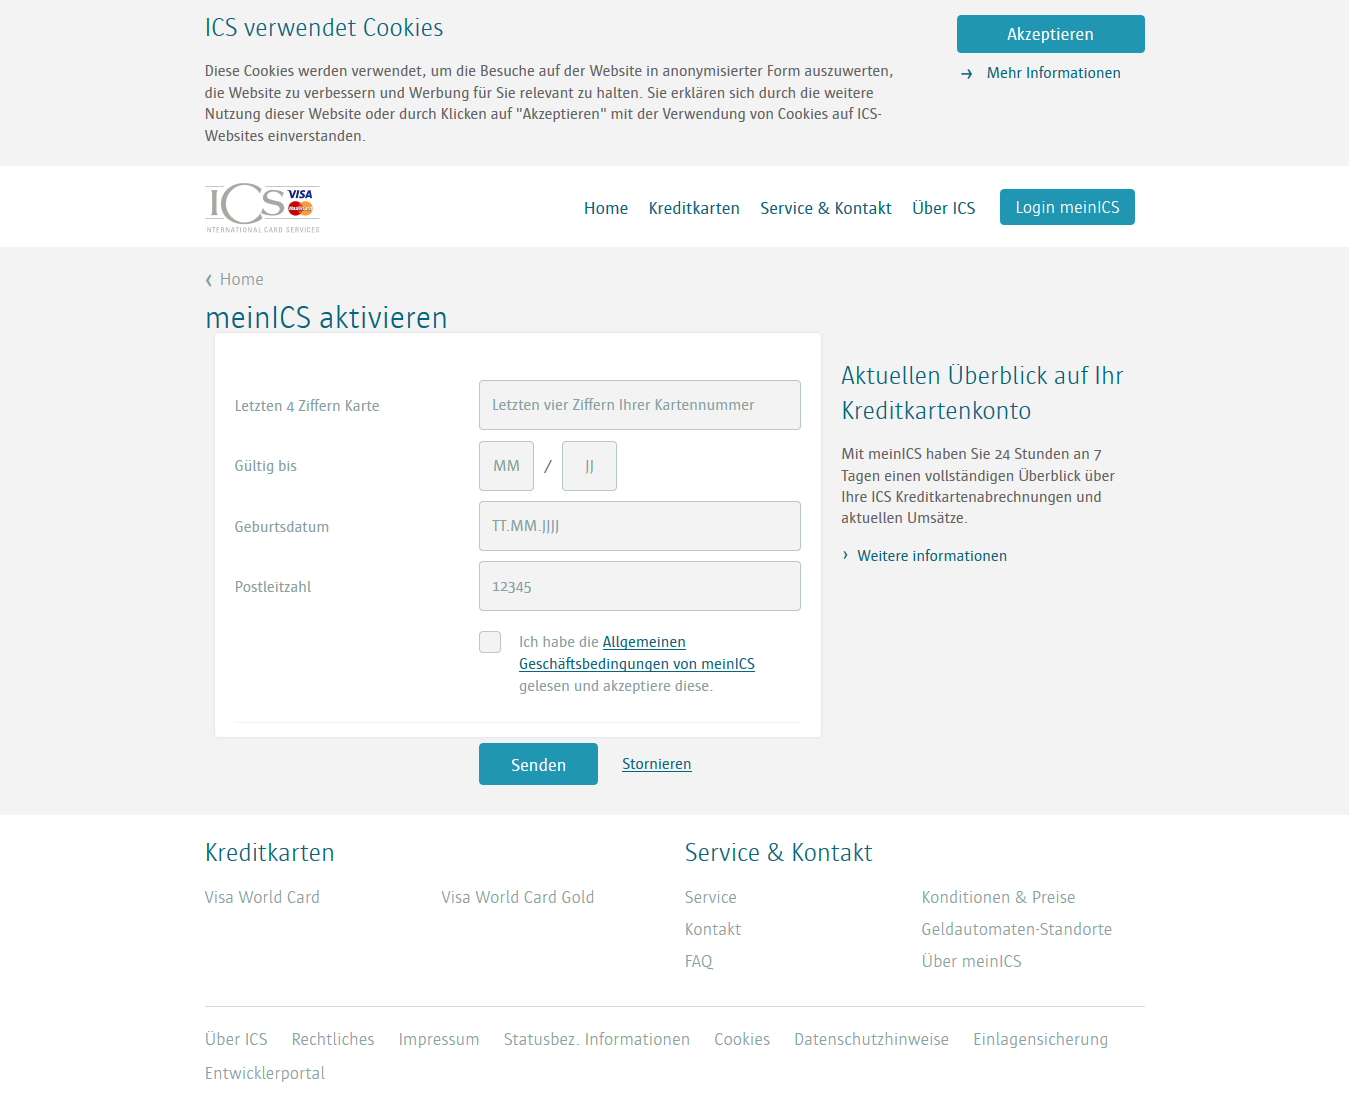 ICS verwendet Cookies
Akzeptieren
Diese Cookies werden verwendet, um die Besuche auf der Website in anonymisierter Form auszuwerten,
die Website zu verbessern und Werbung für Sie relevant zu halten. Sie erklären sich durch die weitere
Nutzung dieser Website oder durch Klicken auf "Akzeptieren" mit der Verwendung von Cookies auf ICS-
Websites einverstanden.
Mehr Informationen
ICS VISA
MasterCard
INTERNATIONAL CARD SERVICES
Home Kreditkarten Service & Kontakt Über ICS Login meinICS
Home
meinICS aktivieren
Letzten 4 Ziffern Karte Letzten vier Ziffern Ihrer Kartennummer
Gültig bis MM / JJ
Geburtsdatum TT.MM.JJJJ
Postleitzahl 12345
Ich habe die Allgemeinen
Geschäftsbedingungen von meinICS
gelesen und akzeptiere diese.
Senden Stornieren
Aktuellen Überblick auf Ihr
Kreditkartenkonto
Mit meinICS haben Sie 24 Stunden an 7
Tagen einen vollständigen Überblick über
Ihre ICS Kreditkartenabrechnungen und
aktuellen Umsätze.
Weitere informationen
Kreditkarten
Visa World Card Visa World Card Gold
Service & Kontakt
Service Konditionen & Preise
Kontakt Geldautomaten-Standorte
FAQ Über meinICS
Über ICS Rechtliches Impressum Statusbez. Informationen Cookies Datenschutzhinweise Einlagensicherung
Entwicklerportal